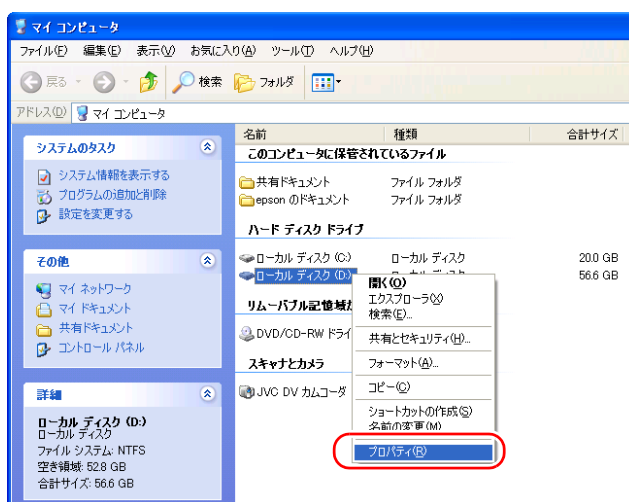 マイ コンピュータ
ファイル(F) 編集(E) 表示(V) お気に入り(A) ツール(T) ヘルプ(H)
戻る 検索 フォルダ
アドレス(D) マイ コンピュータ
名前 種類 合計サイズ
システムのタスク
システム情報を表示する
プログラムの追加と削除
設定を変更する
その他
マイ ネットワーク
マイ ドキュメント
共有ドキュメント
コントロール パネル
詳細
ローカル ディスク (D:)
ローカル ディスク
ファイル システム: NTFS
空き領域: 52.8 GB
合計サイズ: 56.6 GB
このコンピュータに保管されているファイル
共有ドキュメント ファイル フォルダ
epson のドキュメント ファイル フォルダ
ハード ディスク ドライブ
ローカル ディスク (C:) ローカル ディスク 20.0 GB
ローカル ディスク (D:) 56.6 GB
リムーバブル記憶域
DVD/CD-RW ドライ
スキャナとカメラ
JVC DV カムコーダ
開く(O)
エクスプローラ(X)
検索(E)...
共有とセキュリティ(H)...
フォーマット(A)...
コピー(C)
ショートカットの作成(S)
名前の変更(M)
プロパティ(R)